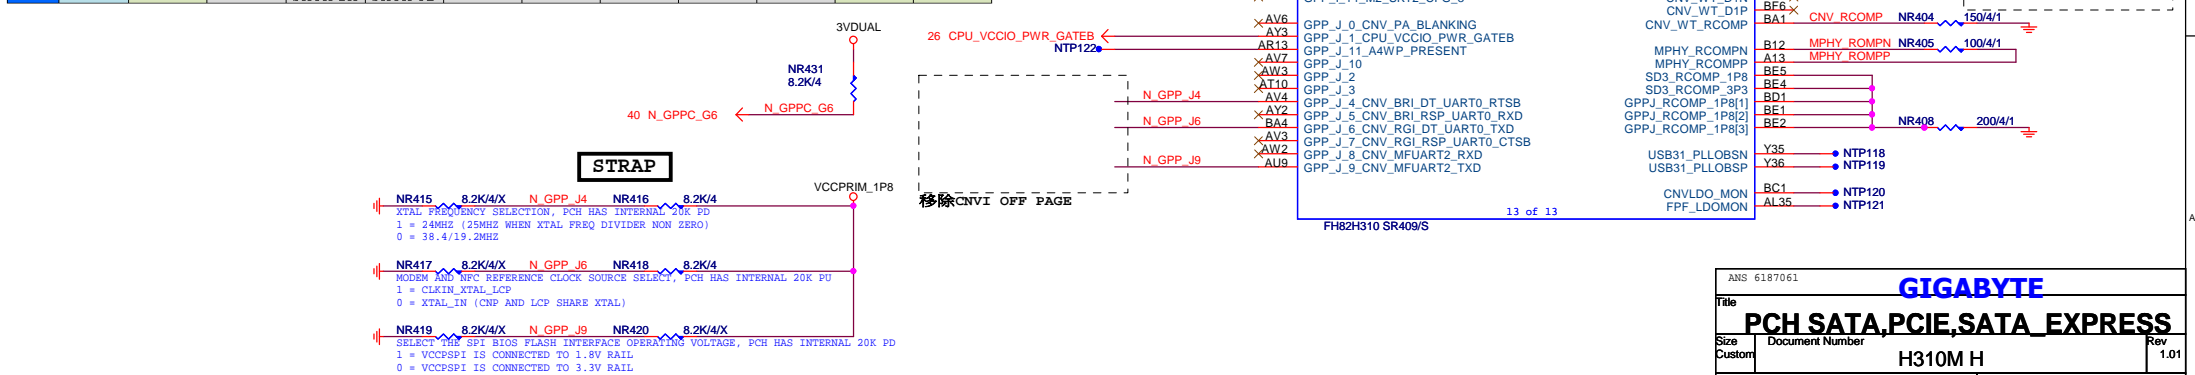 3VDUAL
NR431
8.2K/4
40 N_GPPC_G6
N_GPPC_G6
STRAP
VCCPRIM_1P8
NR415 8.2K/4/X N_GPP_J4 NR416 8.2K/4
XTAL FREQUENCY SELECTION, PCH HAS INTERNAL 20K PD
1 = 24MHZ (25MHZ WHEN XTAL FREQ DIVIDER NON ZERO)
0 = 38.4/19.2MHZ
NR417 8.2K/4/X N_GPP_J6 NR418 8.2K/4
MODEM AND NFC REFERENCE CLOCK SOURCE SELECT, PCH HAS INTERNAL 20K PU
1 = CLKIN_XTAL_LCP
0 = XTAL_IN (CNP AND LCP SHARE XTAL)
NR419 8.2K/4/X N_GPP_J9 NR420 8.2K/4/X
SELECT THE SPI BIOS FLASH INTERFACE OPERATING VOLTAGE, PCH HAS INTERNAL 20K PD
1 = VCCPSPI IS CONNECTED TO 1.8V RAIL
0 = VCCPSPI IS CONNECTED TO 3.3V RAIL
26 CPU_VCCIO_PWR_GATEB
NTP122
N_GPP_J4
N_GPP_J6
N_GPP_J9
移除CNVI OFF PAGE
AV6 GPP_J_0_CNV_PA_BLANKING
AY3 GPP_J_1_CPU_VCCIO_PWR_GATEB
AR13 GPP_J_11_A4WP_PRESENT
AV7 GPP_J_10
AW3 GPP_J_2
AT10 GPP_J_3
AV4 GPP_J_4_CNV_BRI_DT_UART0_RTSB
AY2 GPP_J_5_CNV_BRI_RSP_UART0_RXD
BA4 GPP_J_6_CNV_RGI_DT_UART0_TXD
AV3 GPP_J_7_CNV_RGI_RSP_UART0_CTSB
AW2 GPP_J_8_CNV_MFUART2_RXD
AU9 GPP_J_9_CNV_MFUART2_TXD
CNV_WT_D1P BF6
CNV_WT_RCOMP BA1 CNV_RCOMP NR404 150/4/1
MPHY_RCOMPN B12 MPHY_ROMPN NR405 100/4/1
MPHY_RCOMPP A13 MPHY_ROMPP
SD3_RCOMP_1P8 BE5
SD3_RCOMP_3P3 BE4
GPPJ_RCOMP_1P8[1] BD1
GPPJ_RCOMP_1P8[2] BE1
GPPJ_RCOMP_1P8[3] BE2 NR408 200/4/1
USB31_PLLOBSN Y35 NTP118
USB31_PLLOBSP Y36 NTP119
CNVLDO_MON BC1 NTP120
FPF_LDOMON AL35 NTP121
13 of 13
FH82H310 SR409/S
A
ANS 6187061
GIGABYTE
Title
PCH SATA,PCIE,SATA_EXPRESS
Size Document Number Rev
Custom H310M H 1.01